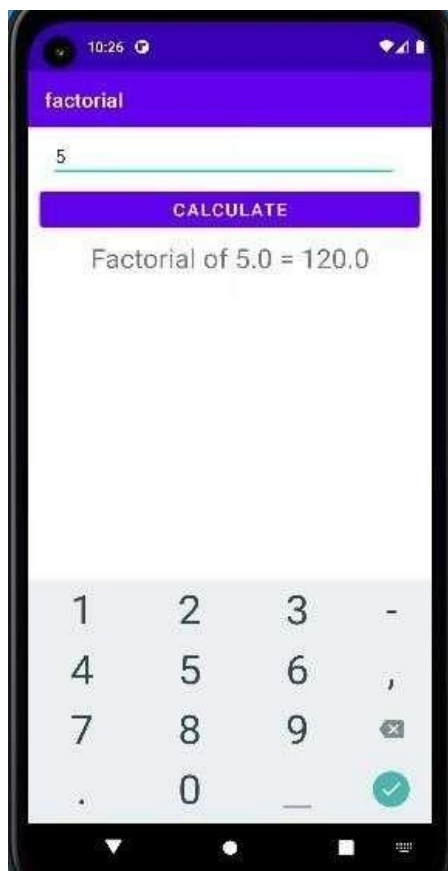 10:26
factorial
5
CALCULATE
Factorial of 5.0 = 120.0
1 2 3 -
4 5 6 ,
7 8 9
. 0 _